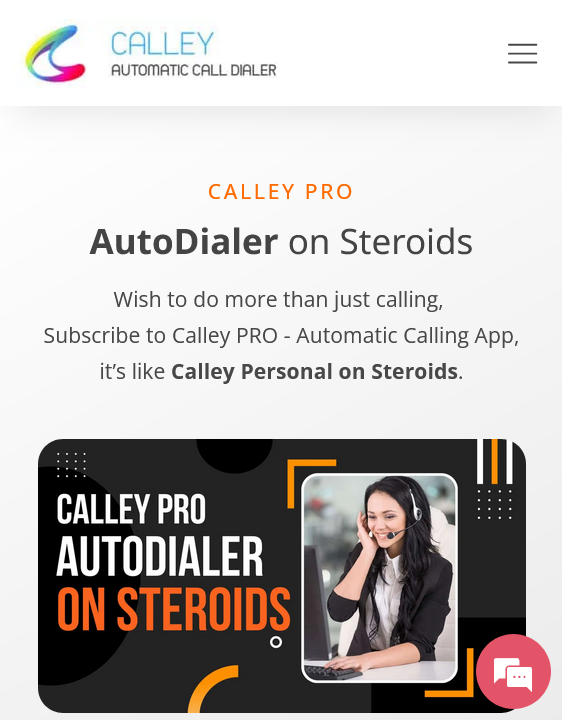 CALLEY
AUTOMATIC CALL DIALER
CALLEY PRO
AutoDialer on Steroids
Wish to do more than just calling,
Subscribe to Calley PRO - Automatic Calling App,
it’s like Calley Personal on Steroids.
CALLEY PRO
AUTODIALER
ON STEROIDS